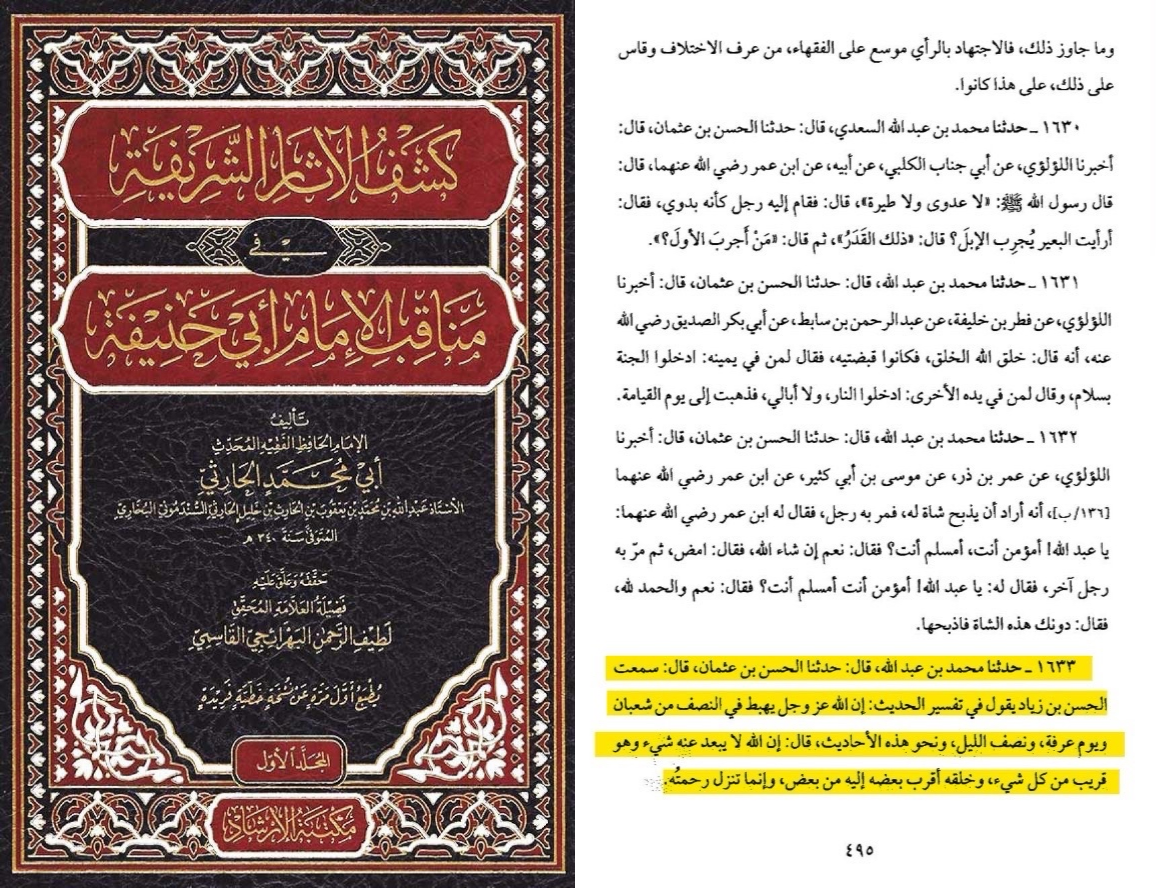 كشف الآثار الشريفة
في
مناقب الإمام أبي حنيفة
تأليف
الإمام الحافظ الفقيه المحدث
أبي محمد الحارثي
الأستاذ عبد الله بن محمد بن يعقوب بن الحارث بن خليل الحارثي السبذموني البخاري
المتوفى سنة ٣٤٠ هـ
حققه وعلق عليه
فضيلة العلامة المحقق
لطيف الرحمن البهرائجي القاسمي
يطبع أول مرة عن نسخة خطية فريدة
المجلد الأول
مكتبة الإرشاد
وما جاوز ذلك، فالاجتهاد بالرأي موسع على الفقهاء، من عرف الاختلاف وقاس
على ذلك، على هذا كانوا.
١٦٣٠ ـ حدثنا محمد بن عبد الله السعدي، قال: حدثنا الحسن بن عثمان، قال:
أخبرنا اللؤلؤي، عن أبي جناب الكلبي، عن أبيه، عن ابن عمر رضي الله عنهما، قال:
قال رسول الله ﷺ: «لا عدوى ولا طيرة»، قال: فقام إليه رجل كأنه بدوي، فقال:
أرأيت البعير يُجرِب الإبلَ؟ قال: «ذلك القَدَرُ»، ثم قال: «مَنْ أَجربَ الأولَ؟».
١٦٣١ ـ حدثنا محمد بن عبد الله، قال: حدثنا الحسن بن عثمان، قال: أخبرنا
اللؤلؤي، عن فطر بن خليفة، عن عبد الرحمن بن سابط، عن أبي بكر الصديق رضي الله
عنه، أنه قال: خلق الله الخلق، فكانوا قبضتيه، فقال لمن في يمينه: ادخلوا الجنة
بسلام، وقال لمن في يده الأخرى: ادخلوا النار، ولا أبالي، فذهبت إلى يوم القيامة.
١٦٣٢ ـ حدثنا محمد بن عبد الله، قال: حدثنا الحسن بن عثمان، قال: أخبرنا
اللؤلؤي، عن عمر بن ذر، عن موسى بن أبي كثير، عن ابن عمر رضي الله عنهما
[١٣٦/ب]، أنه أراد أن يذبح شاة له، فمر به رجل، فقال له ابن عمر رضي الله عنهما:
يا عبد الله! أمؤمن أنت، أمسلم أنت؟ فقال: نعم إن شاء الله، فقال: امض، ثم مرّ به
رجل آخر، فقال له: يا عبد الله! أمؤمن أنت أمسلم أنت؟ فقال: نعم والحمد لله،
فقال: دونك هذه الشاة فاذبحها.
١٦٣٣ ـ حدثنا محمد بن عبد الله، قال: حدثنا الحسن بن عثمان، قال: سمعت
الحسن بن زياد يقول في تفسير الحديث: إن الله عز وجل يهبط في النصف من شعبان
ويوم عرفة، ونصف الليل، ونحو هذه الأحاديث، قال: إن الله لا يبعد عنه شيء وهو
قريب من كل شيء، وخلقه أقرب بعضه إليه من بعض، وإنما تنزل رحمتُه.
٤٩٥